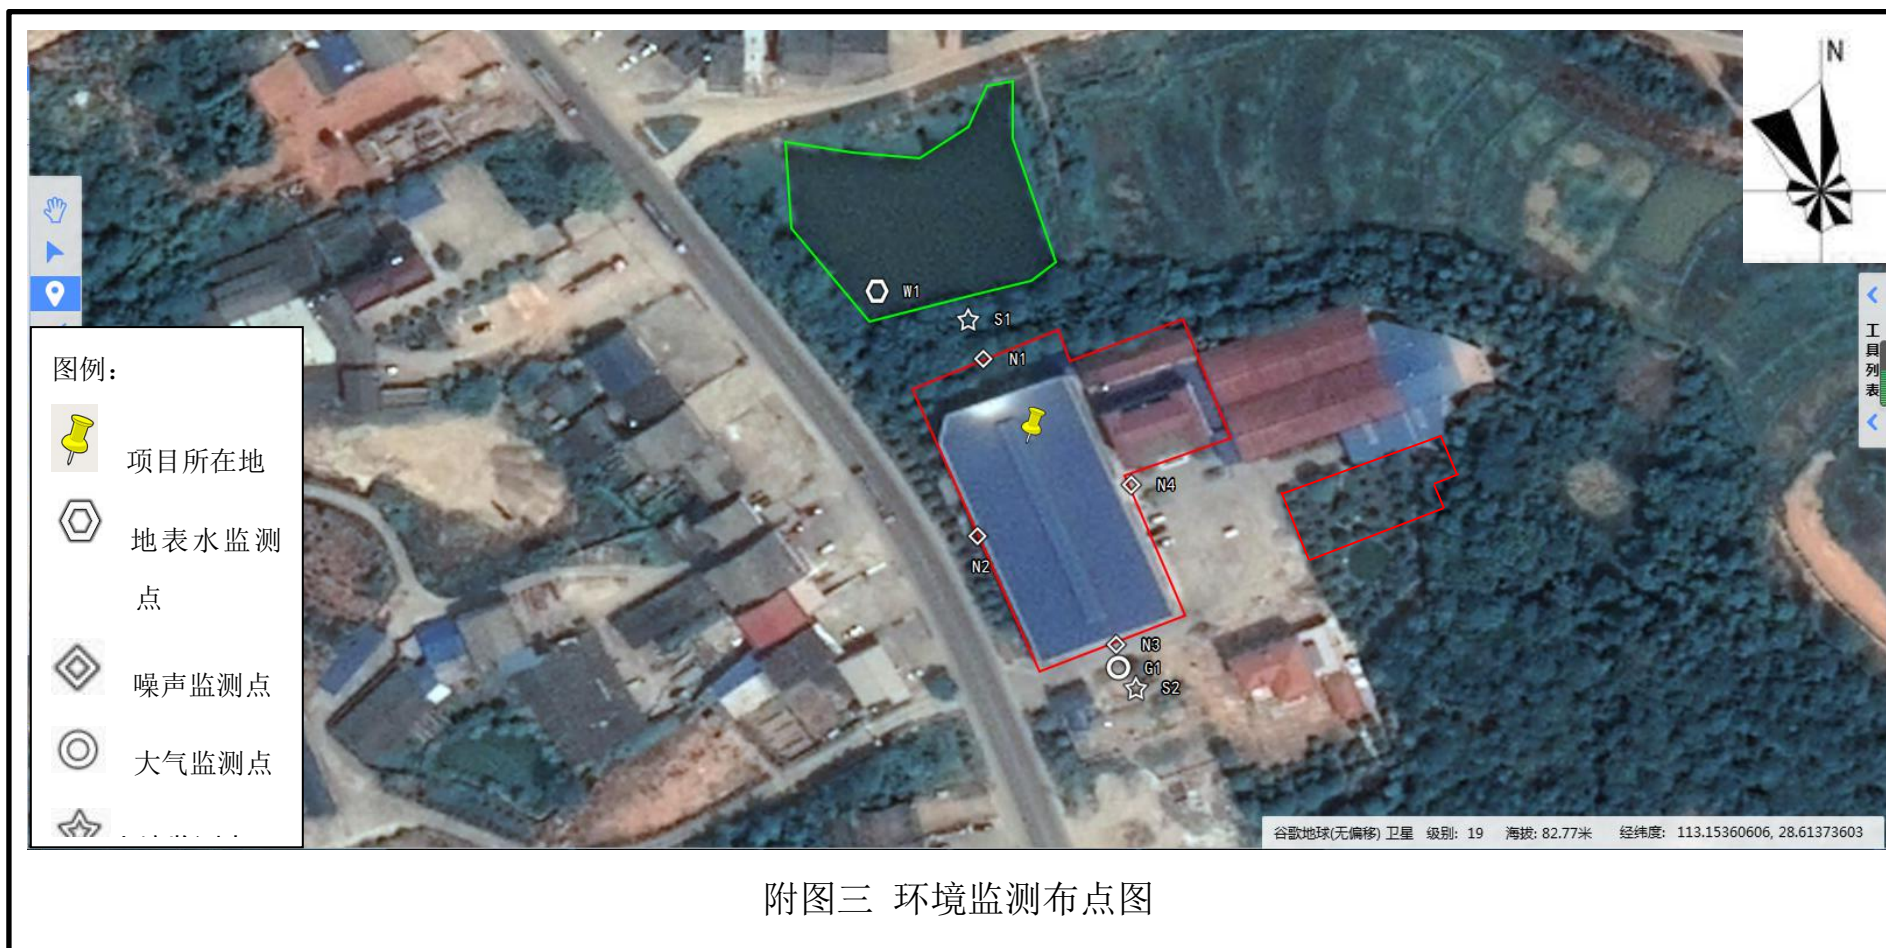 N
W1
S1
N1
N4
N2
N3
G1
S2
图例：
项目所在地
地表水监测
点
噪声监测点
大气监测点
工
具
列
表
谷歌地球(无偏移) 卫星 级别: 19 海拔: 82.77米 经纬度: 113.15360606, 28.61373603
附图三 环境监测布点图